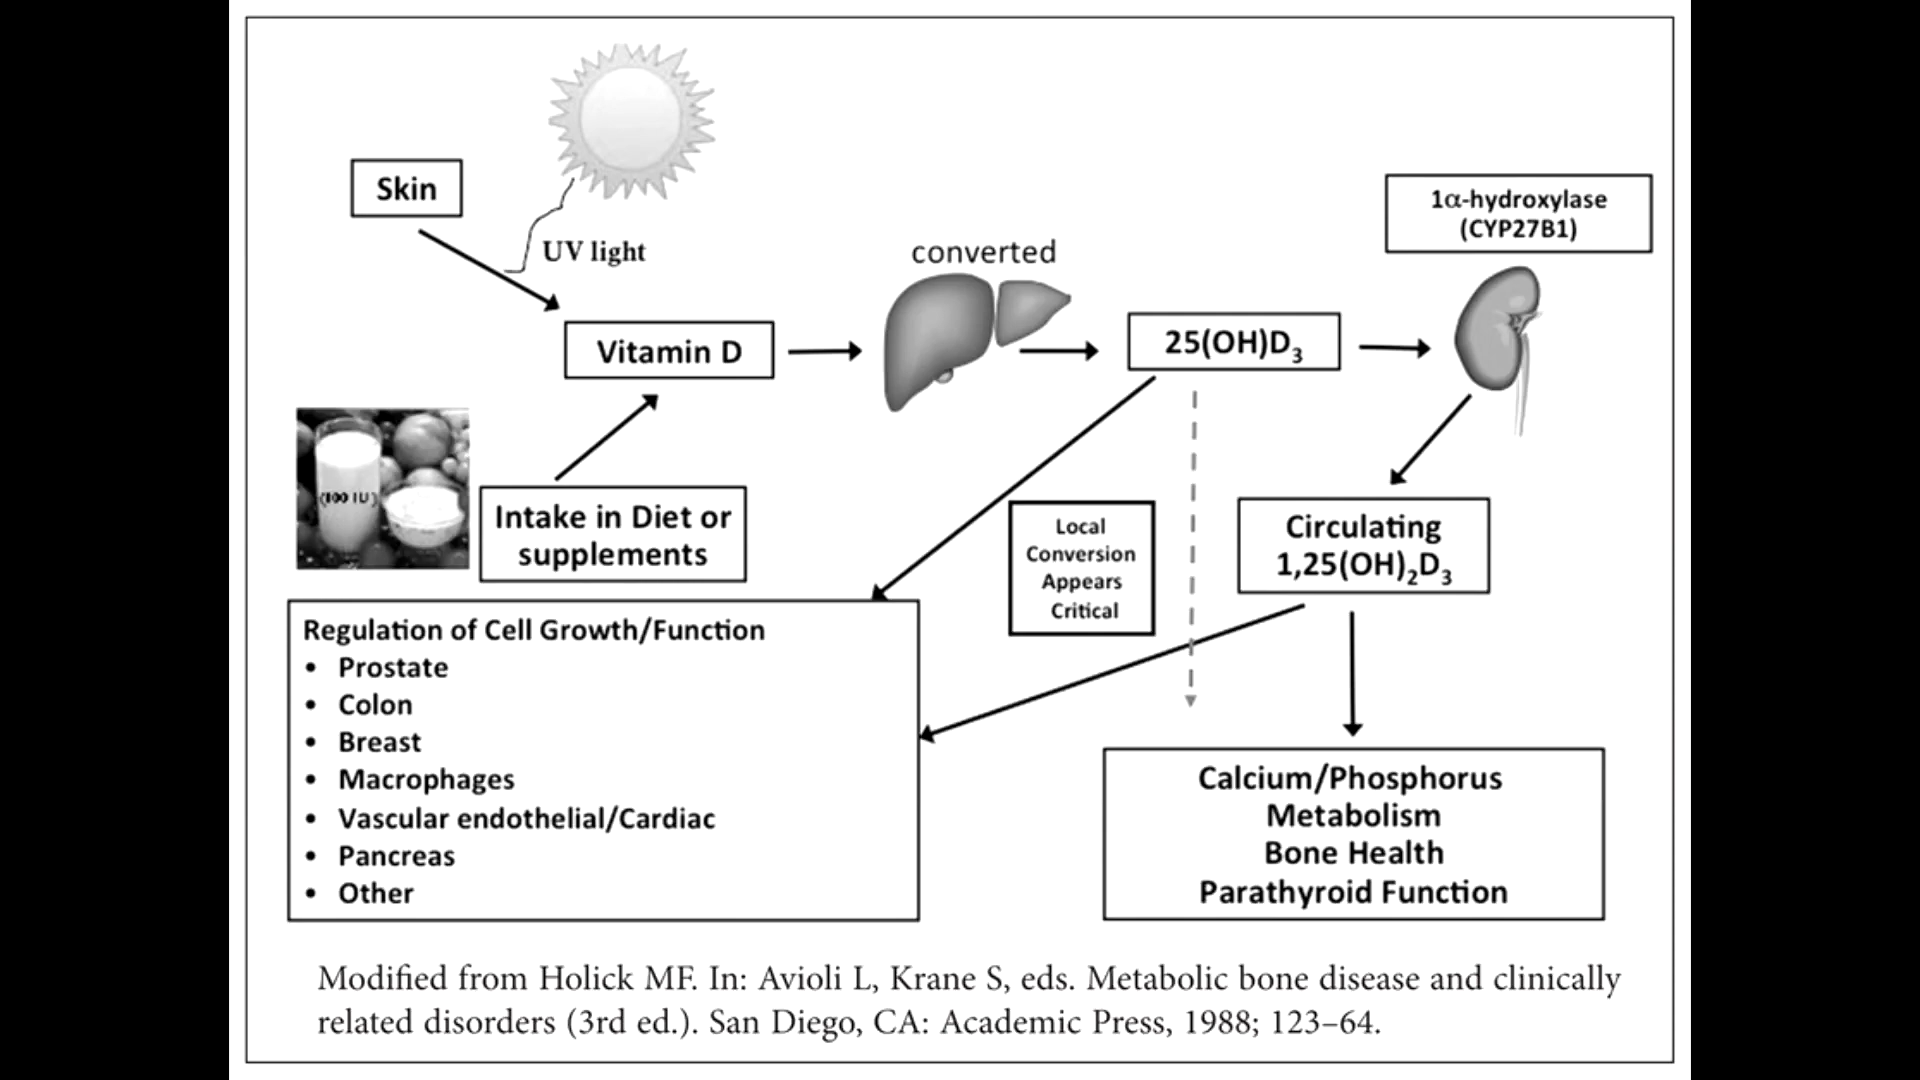 Skin
UV light
1α-hydroxylase
(CYP27B1)
converted
Vitamin D
25(OH)D₃
(100 IU)
Intake in Diet or
supplements
Local
Conversion
Appears
Critical
Circulating
1,25(OH)₂D₃
Regulation of Cell Growth/Function
• Prostate
• Colon
• Breast
• Macrophages
• Vascular endothelial/Cardiac
• Pancreas
• Other
Calcium/Phosphorus
Metabolism
Bone Health
Parathyroid Function
Modified from Holick MF. In: Avioli L, Krane S, eds. Metabolic bone disease and clinically
related disorders (3rd ed.). San Diego, CA: Academic Press, 1988; 123–64.